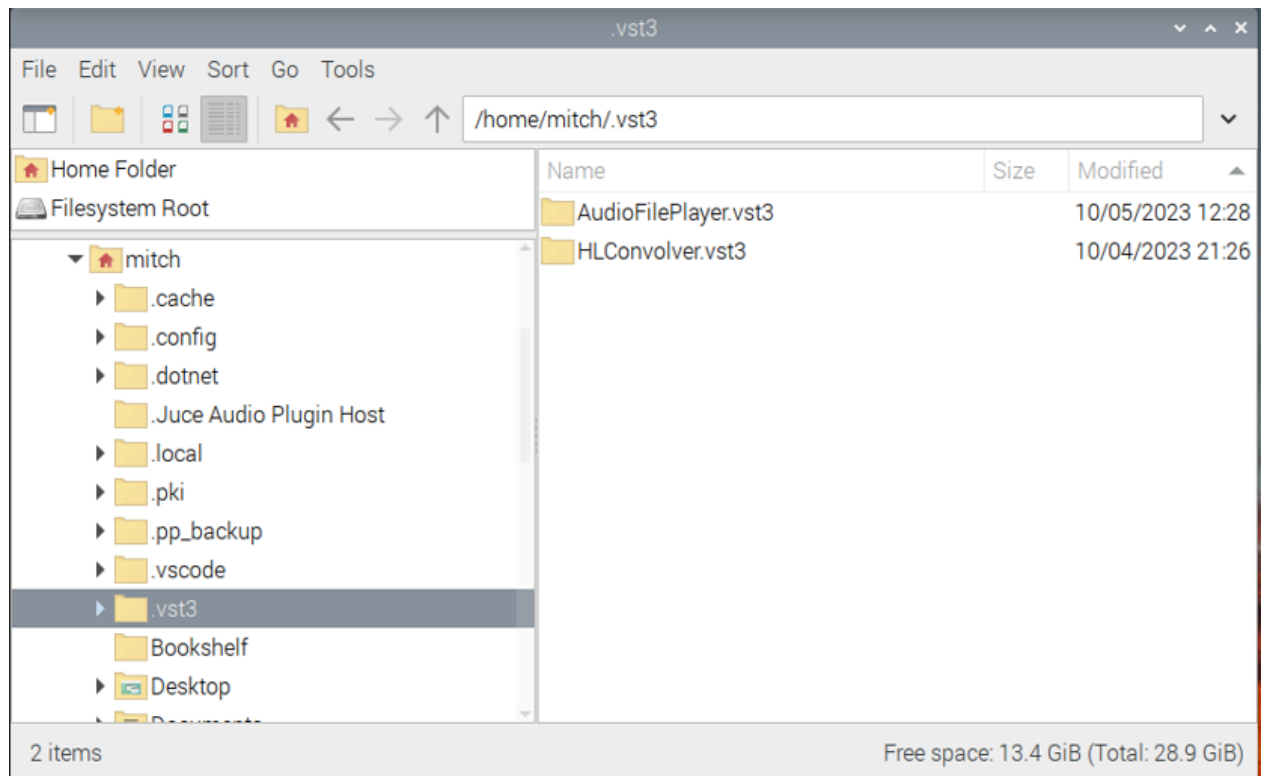 .vst3
File Edit View Sort Go Tools
/home/mitch/.vst3
Home Folder
Filesystem Root
mitch
.cache
.config
.dotnet
.Juce Audio Plugin Host
.local
.pki
.pp_backup
.vscode
.vst3
Bookshelf
Desktop
Documents
Name Size Modified
AudioFilePlayer.vst3 10/05/2023 12:28
HLConvolver.vst3 10/04/2023 21:26
2 items
Free space: 13.4 GiB (Total: 28.9 GiB)